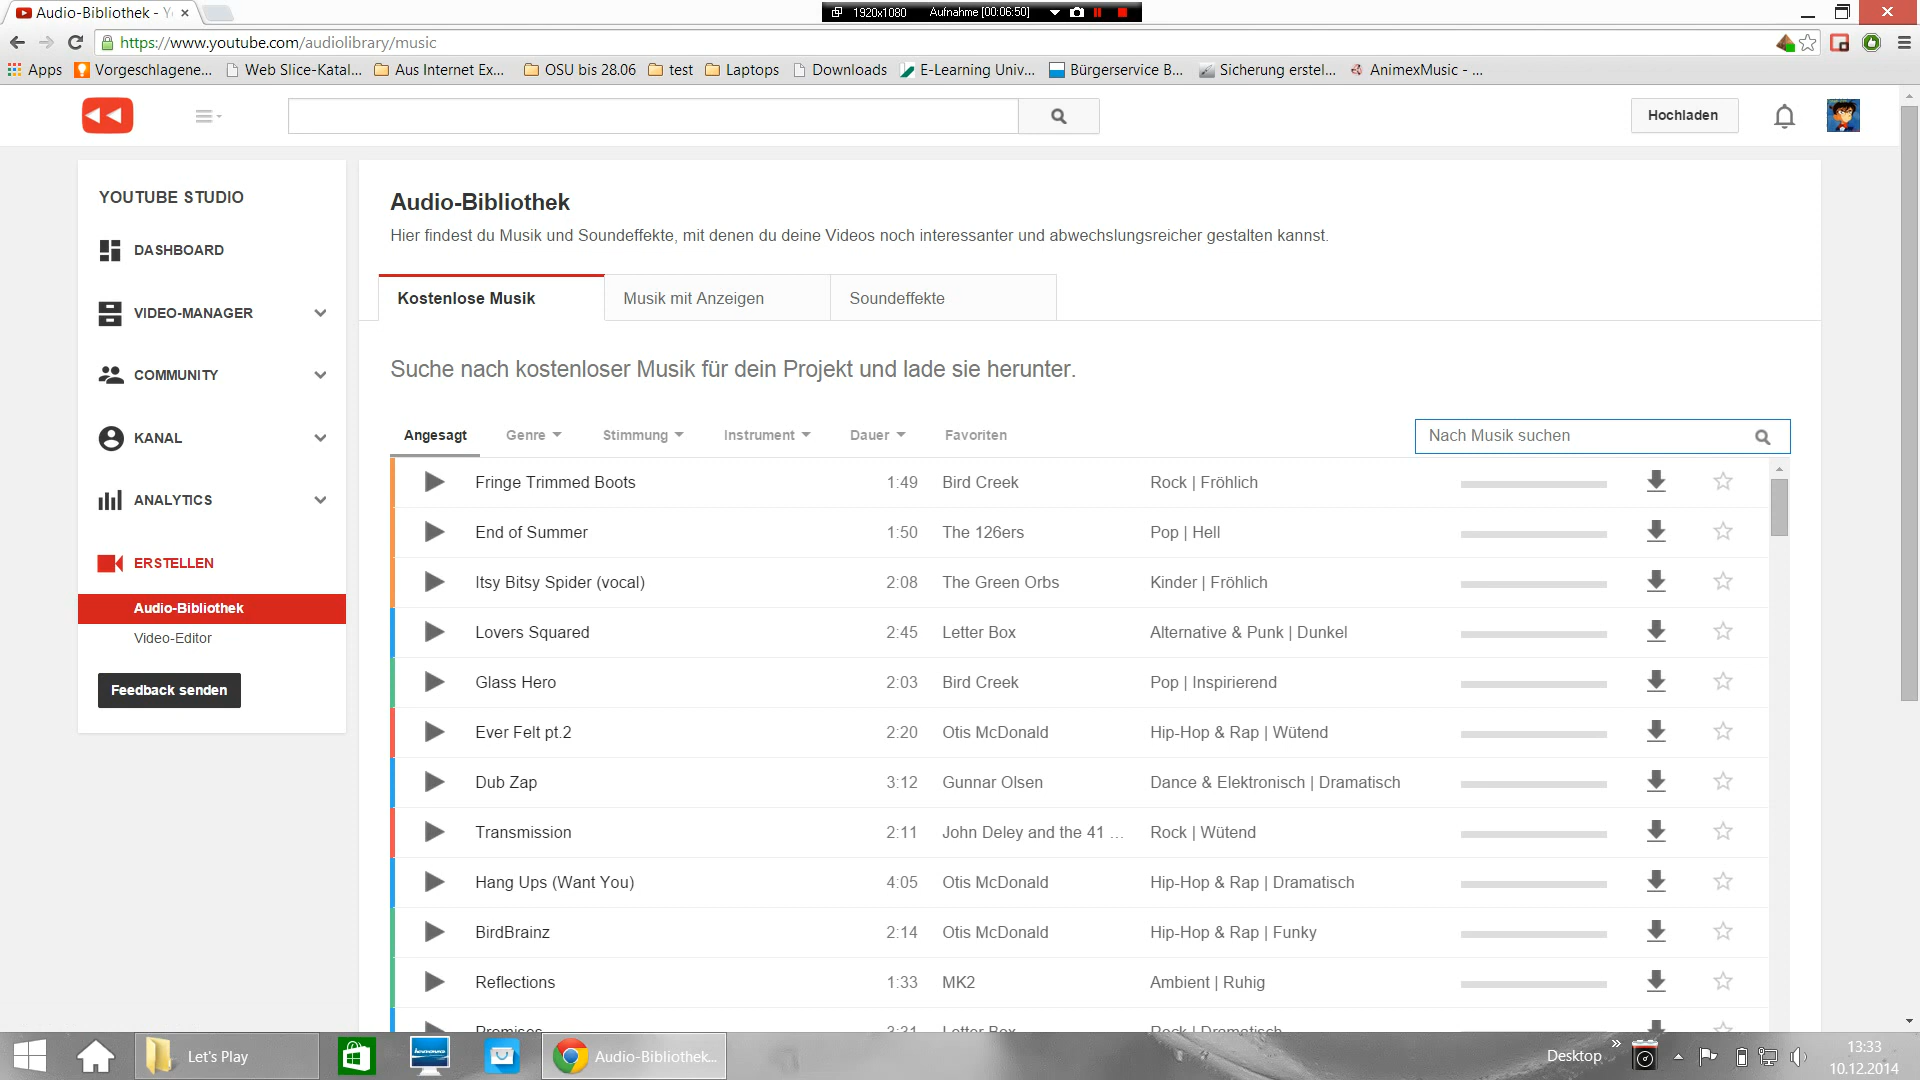 Audio-Bibliothek - Y
1920x1080
Aufnahme [00:06:50]
https://www.youtube.com/audiolibrary/music
Apps
Vorgeschlagene...
Web Slice-Katal...
Aus Internet Ex...
OSU bis 28.06
test
Laptops
Downloads
E-Learning Univ...
Bürgerservice B...
Sicherung erstel...
AnimexMusic - ...
Hochladen
YOUTUBE STUDIO
DASHBOARD
VIDEO-MANAGER
COMMUNITY
KANAL
ANALYTICS
ERSTELLEN
Audio-Bibliothek
Video-Editor
Feedback senden
Audio-Bibliothek
Hier findest du Musik und Soundeffekte, mit denen du deine Videos noch interessanter und abwechslungsreicher gestalten kannst.
Kostenlose Musik
Musik mit Anzeigen
Soundeffekte
Suche nach kostenloser Musik für dein Projekt und lade sie herunter.
Angesagt
Genre
Stimmung
Instrument
Dauer
Favoriten
Nach Musik suchen
Fringe Trimmed Boots 1:49 Bird Creek Rock | Fröhlich
End of Summer 1:50 The 126ers Pop | Hell
Itsy Bitsy Spider (vocal) 2:08 The Green Orbs Kinder | Fröhlich
Lovers Squared 2:45 Letter Box Alternative & Punk | Dunkel
Glass Hero 2:03 Bird Creek Pop | Inspirierend
Ever Felt pt.2 2:20 Otis McDonald Hip-Hop & Rap | Wütend
Dub Zap 3:12 Gunnar Olsen Dance & Elektronisch | Dramatisch
Transmission 2:11 John Deley and the 41 ... Rock | Wütend
Hang Ups (Want You) 4:05 Otis McDonald Hip-Hop & Rap | Dramatisch
BirdBrainz 2:14 Otis McDonald Hip-Hop & Rap | Funky
Reflections 1:33 MK2 Ambient | Ruhig
Promises 3:31 Letter Box Rock | Dramatisch
Let's Play
Audio-Bibliothek...
Desktop
13:33
10.12.2014